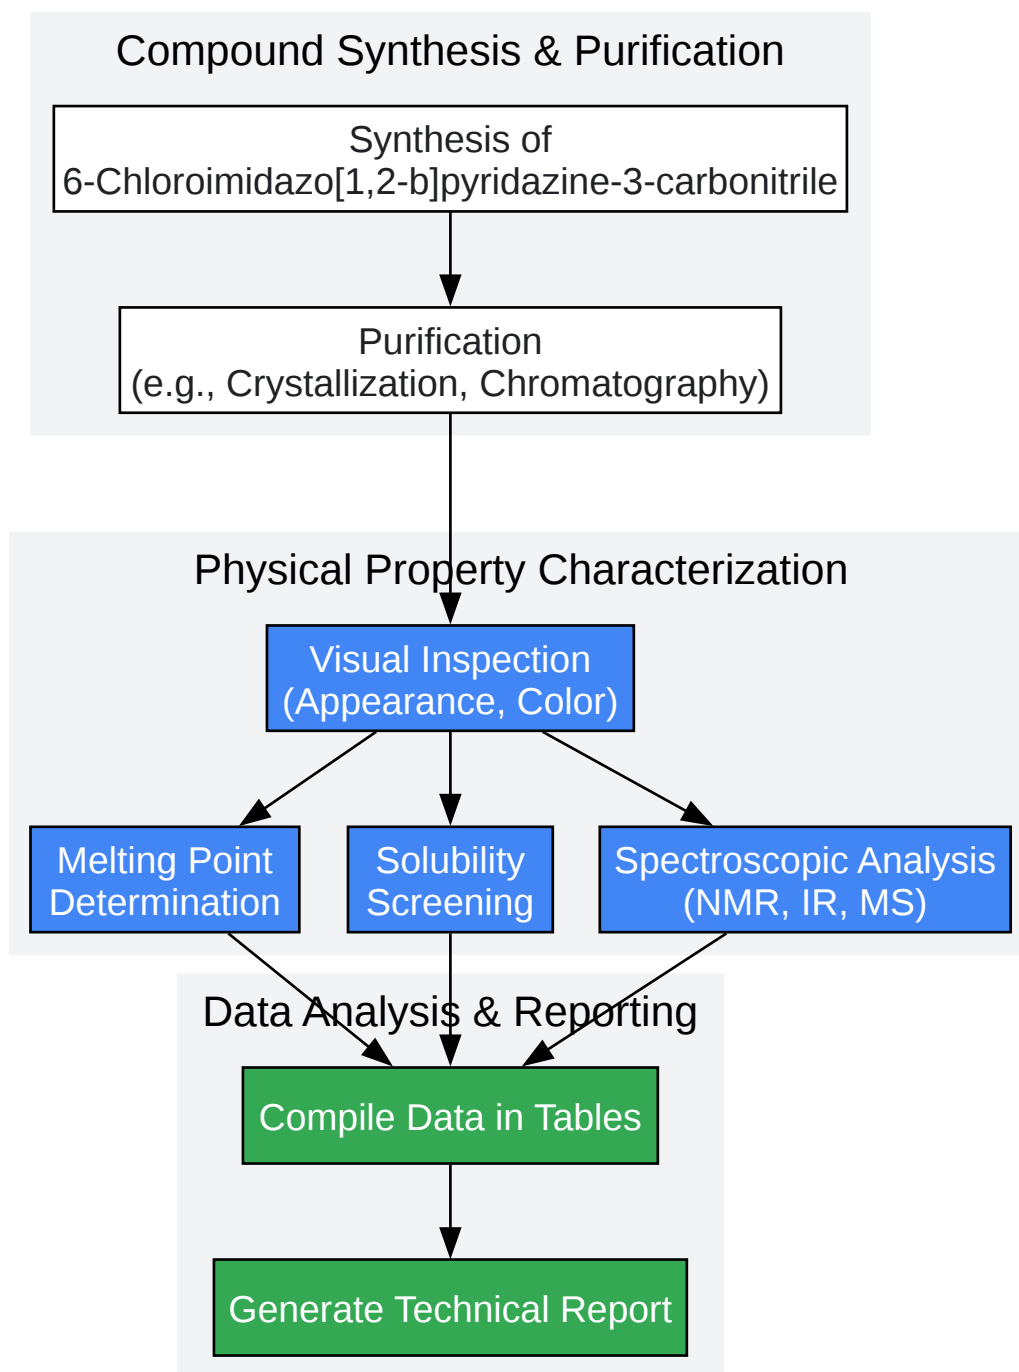 Compound Synthesis & Purification
Synthesis of
6-Chloroimidazo[1,2-b]pyridazine-3-carbonitrile
Purification
(e.g., Crystallization, Chromatography)
Physical Property Characterization
Visual Inspection
(Appearance, Color)
Melting Point
Determination
Solubility
Screening
Spectroscopic Analysis
(NMR, IR, MS)
Data Analysis & Reporting
Compile Data in Tables
Generate Technical Report